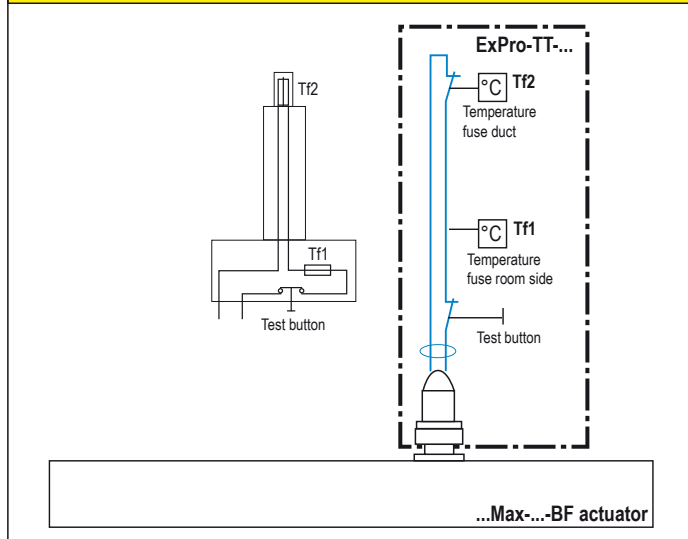 ExPro-TT-...
Tf2
°C Tf2
Temperature
fuse duct
°C Tf1
Temperature
fuse room side
Tf1
Test button
Test button
...Max-...-BF actuator